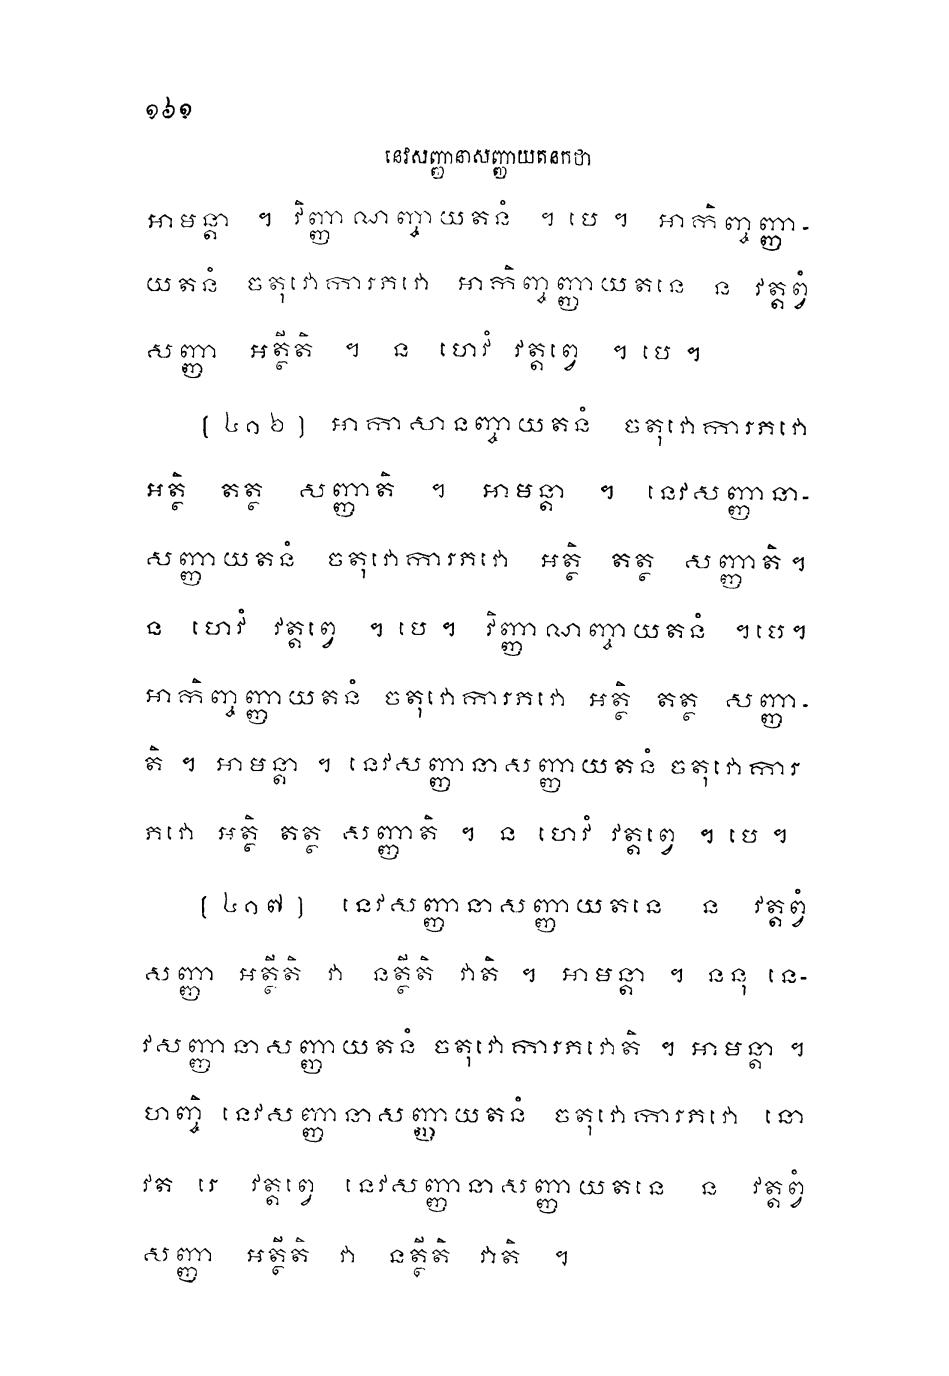 ១៦១
នេវសញ្ញានាសញ្ញាយតនកថា
អាមន្តា ។ វិញ្ញាណញ្ចាយតនំ ។ បេ ។ អាកិញ្ចញ្ញា-
យតនំ ចតុវោការភវោ អាកិញ្ចញ្ញាយតនេ ន វត្តព្វំ
សញ្ញា អត្ថីតិ ។ ន ហេវំ វត្តព្វេ ។ បេ ។
(៤១៦) អាកាសានញ្ចាយតនំ ចតុវោការភវោ
អត្ថិ តត្ថ សញ្ញាតិ ។ អាមន្តា ។ នេវសញ្ញានា-
សញ្ញាយតនំ ចតុវោការភវោ អត្ថិ តត្ថ សញ្ញាតិ ។
ន ហេវំ វត្តព្វេ ។ បេ ។ វិញ្ញាណញ្ចាយតនំ ។ បេ ។
អាកិញ្ចញ្ញាយតនំ ចតុវោការភវោ អត្ថិ តត្ថ សញ្ញា-
តិ ។ អាមន្តា ។ នេវសញ្ញានាសញ្ញាយតនំ ចតុវោការ
ភវោ អត្ថិ តត្ថ សញ្ញាតិ ។ ន ហេវំ វត្តព្វេ ។ បេ ។
(៤១៧) នេវសញ្ញានាសញ្ញាយតនេ ន វត្តព្វំ
សញ្ញា អត្ថីតិ វា នត្ថីតិ វាតិ ។ អាមន្តា ។ ននុ នេ-
វសញ្ញានាសញ្ញាយតនំ ចតុវោការភវោតិ ។ អាមន្តា ។
ហញ្ចិ នេវសញ្ញានាសញ្ញាយតនំ ចតុវោការភវោ នោ
វត រេ វត្តព្វេ នេវសញ្ញានាសញ្ញាយតនេ ន វត្តព្វំ
សញ្ញា អត្ថីតិ វា នត្ថីតិ វាតិ ។